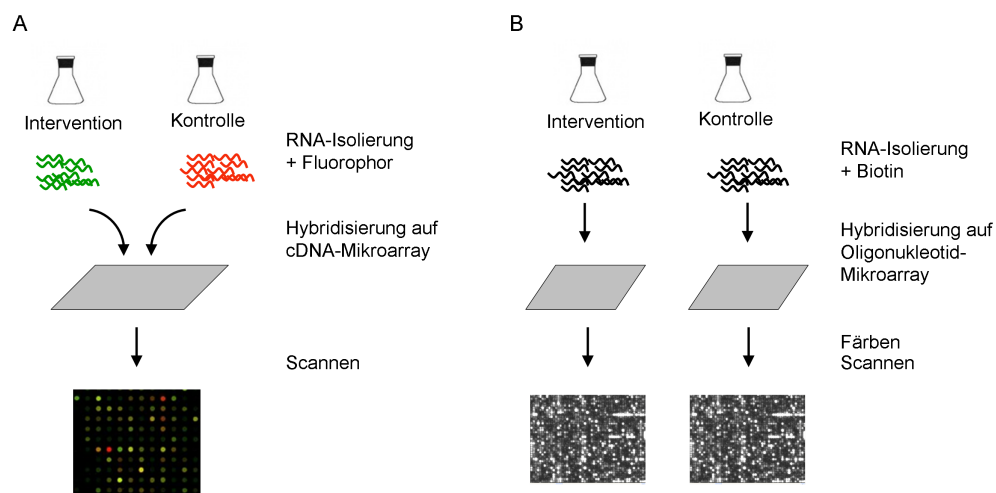 A
Intervention
Kontrolle
RNA-Isolierung
+ Fluorophor
Hybridisierung auf
cDNA-Mikroarray
Scannen
B
Intervention
Kontrolle
RNA-Isolierung
+ Biotin
Hybridisierung auf
Oligonukleotid-
Mikroarray
Färben
Scannen